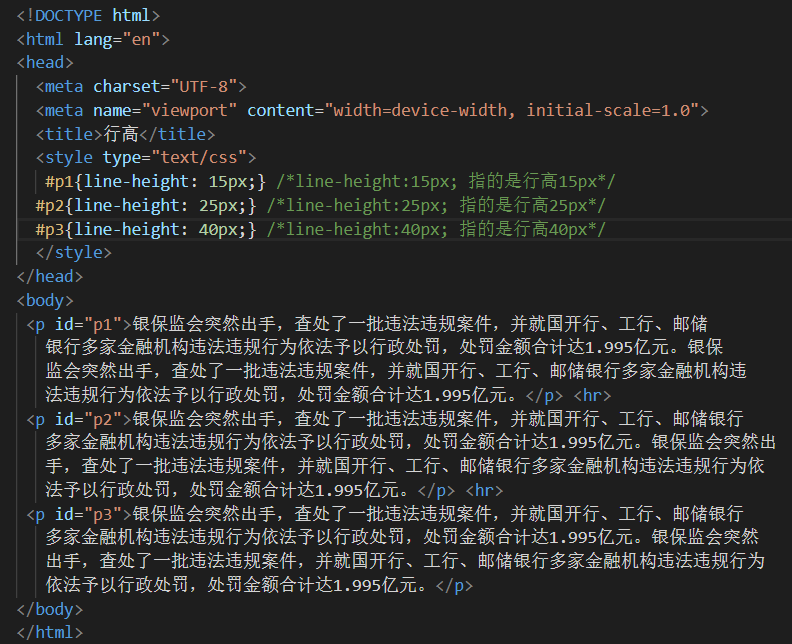 <!DOCTYPE html>
<html lang="en">
<head>
<meta charset="UTF-8">
<meta name="viewport" content="width=device-width, initial-scale=1.0">
<title>行高</title>
<style type="text/css">
#p1{line-height: 15px;} /*line-height:15px; 指的是行高15px*/
#p2{line-height: 25px;} /*line-height:25px; 指的是行高25px*/
#p3{line-height: 40px;} /*line-height:40px; 指的是行高40px*/
</style>
</head>
<body>
<p id="p1">银保监会突然出手，查处了一批违法违规案件，并就国开行、工行、邮储
银行多家金融机构违法违规行为依法予以行政处罚，处罚金额合计达1.995亿元。银保
监会突然出手，查处了一批违法违规案件，并就国开行、工行、邮储银行多家金融机构违
法违规行为依法予以行政处罚，处罚金额合计达1.995亿元。</p> <hr>
<p id="p2">银保监会突然出手，查处了一批违法违规案件，并就国开行、工行、邮储银行
多家金融机构违法违规行为依法予以行政处罚，处罚金额合计达1.995亿元。银保监会突然出
手，查处了一批违法违规案件，并就国开行、工行、邮储银行多家金融机构违法违规行为依
法予以行政处罚，处罚金额合计达1.995亿元。</p> <hr>
<p id="p3">银保监会突然出手，查处了一批违法违规案件，并就国开行、工行、邮储银行
多家金融机构违法违规行为依法予以行政处罚，处罚金额合计达1.995亿元。银保监会突然
出手，查处了一批违法违规案件，并就国开行、工行、邮储银行多家金融机构违法违规行为
依法予以行政处罚，处罚金额合计达1.995亿元。</p>
</body>
</html>